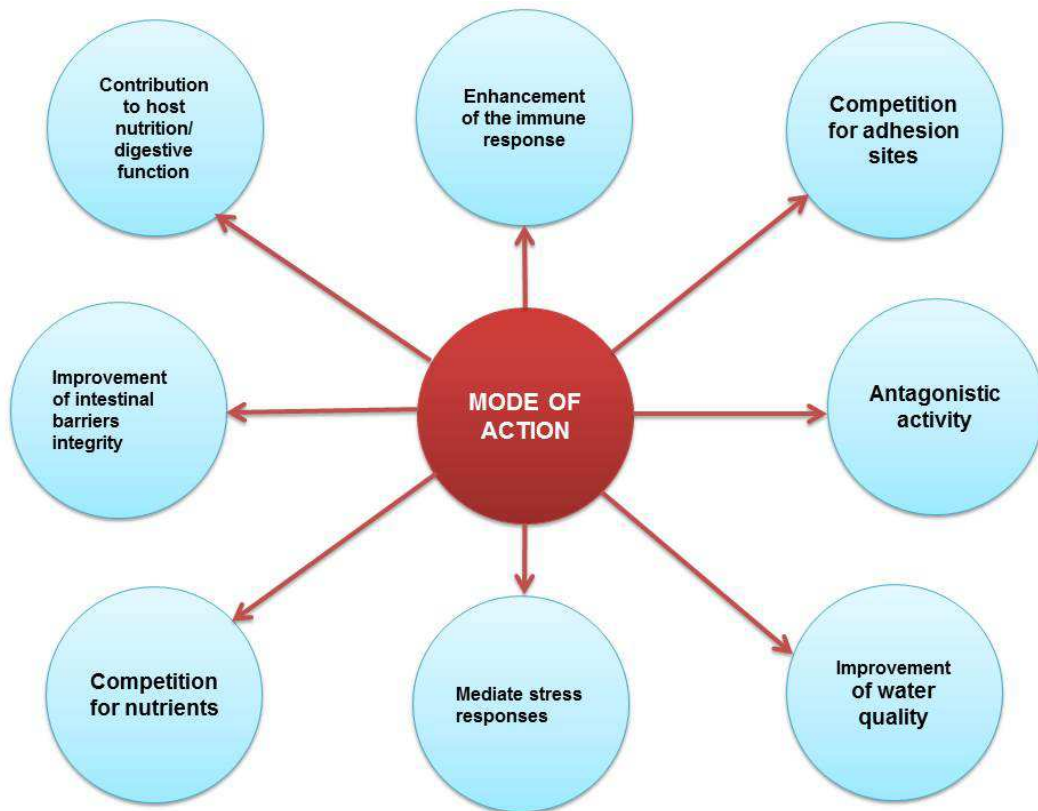 Contribution
to host
nutrition/
digestive
function
Enhancement
of the immune
response
Competition
for adhesion
sites
Improvement
of intestinal
barriers
integrity
MODE OF
ACTION
Antagonistic
activity
Competition
for nutrients
Mediate stress
responses
Improvement
of water
quality